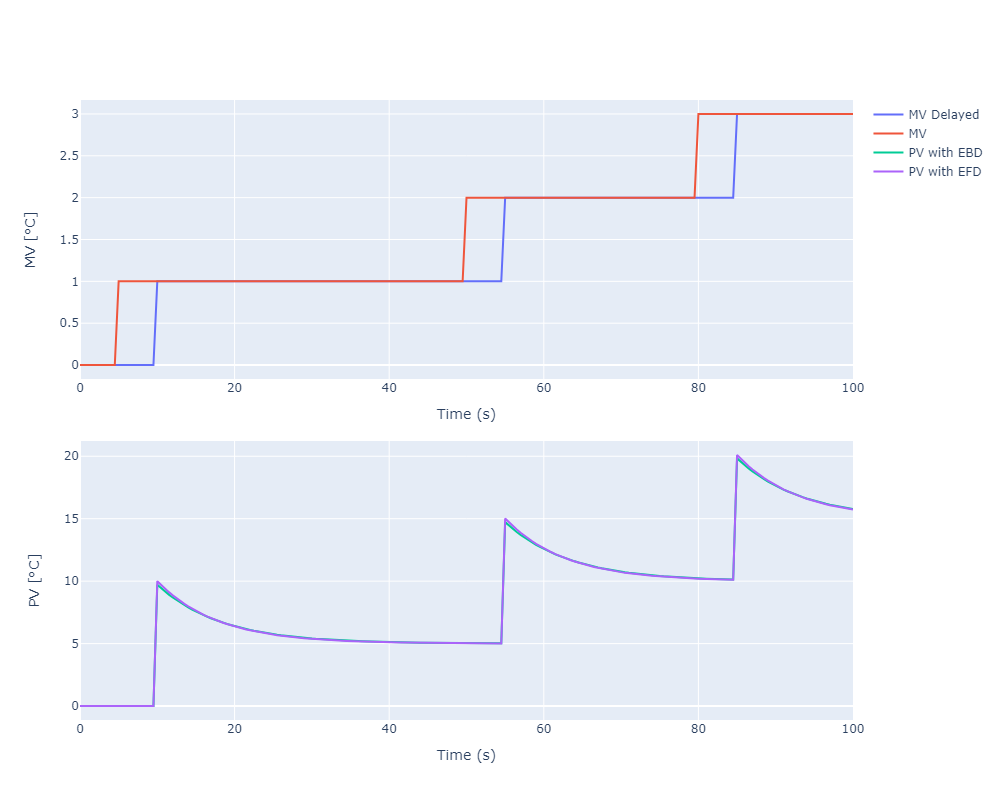 3
2.5
2
1.5
1
0.5
0
MV [°C]
0 20 40 60 80 100
Time (s)
MV Delayed
MV
PV with EBD
PV with EFD
20
15
10
5
0
PV [°C]
0 20 40 60 80 100
Time (s)